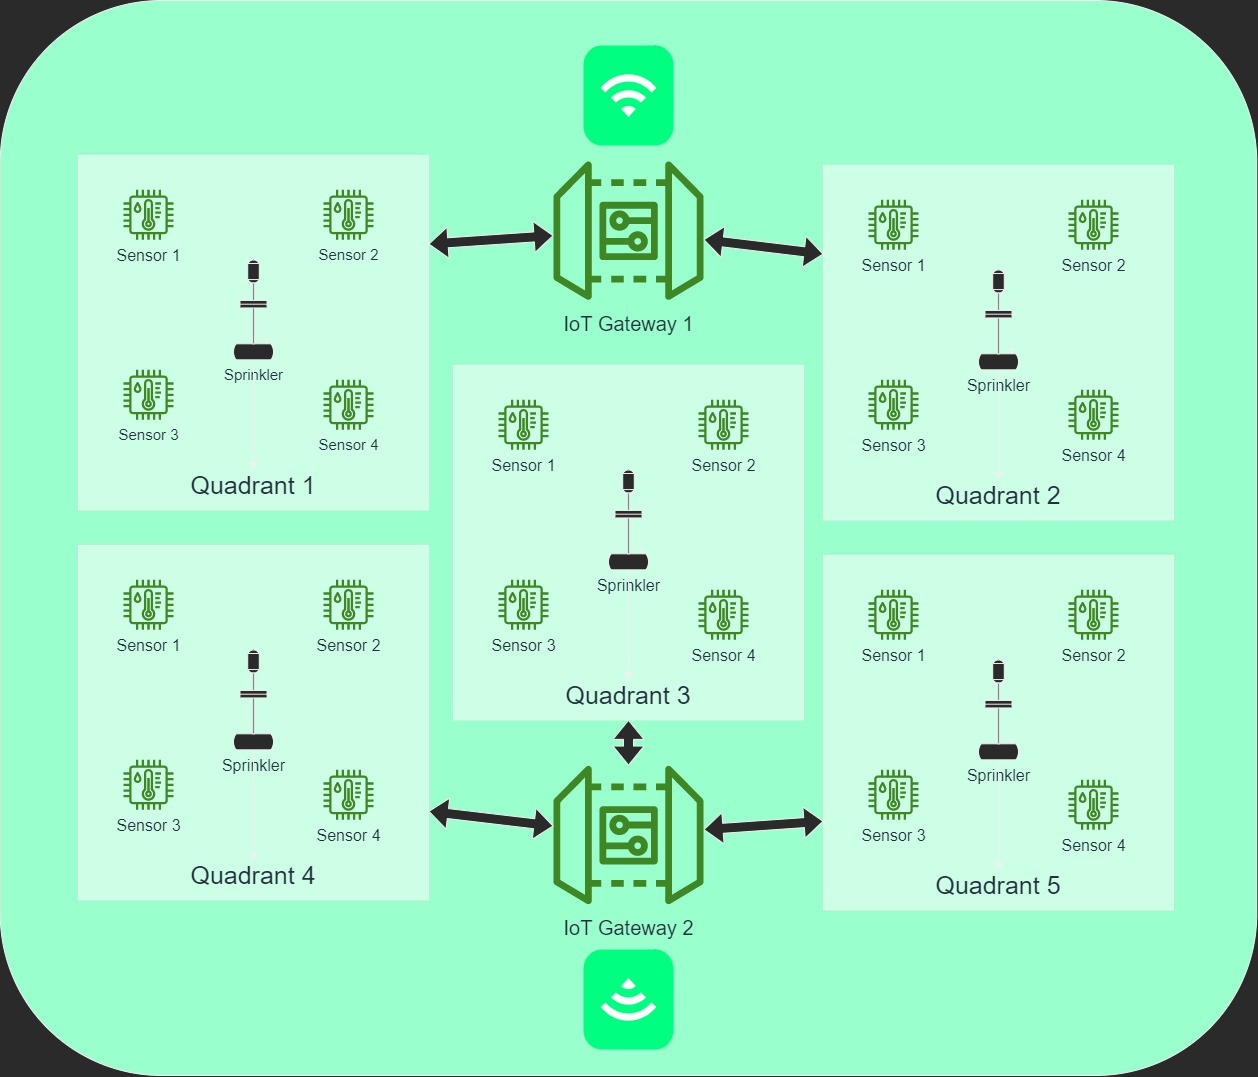 Sensor 1
Sensor 2
Sprinkler
Sensor 3
Sensor 4
Quadrant 1
IoT Gateway 1
Sensor 1
Sensor 2
Sprinkler
Sensor 3
Sensor 4
Quadrant 2
Sensor 1
Sensor 2
Sprinkler
Sensor 3
Sensor 4
Quadrant 3
Sensor 1
Sensor 2
Sprinkler
Sensor 3
Sensor 4
Quadrant 4
Sensor 1
Sensor 2
Sprinkler
Sensor 3
Sensor 4
Quadrant 5
IoT Gateway 2